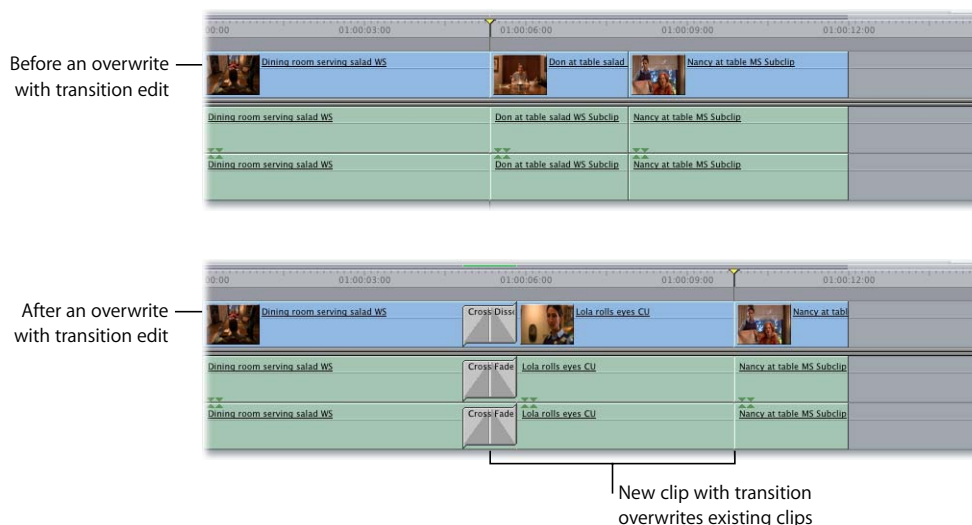 00:00 01:00:03:00 01:00:06:00 01:00:09:00 01:00:12:00
Before an overwrite
with transition edit
Dining room serving salad WS Don at table salad Nancy at table MS Subclip
Dining room serving salad WS Don at table salad WS Subclip Nancy at table MS Subclip
Dining room serving salad WS Don at table salad WS Subclip Nancy at table MS Subclip
0:00 01:00:03:00 01:00:06:00 01:00:09:00 01:00:12:00
After an overwrite
with transition edit
Dining room serving salad WS Cross Disso Lola rolls eyes CU Nancy at tabl
Dining room serving salad WS Cross Fade Lola rolls eyes CU Nancy at table MS Subclip
Dining room serving salad WS Cross Fade Lola rolls eyes CU Nancy at table MS Subclip
New clip with transition
overwrites existing clips